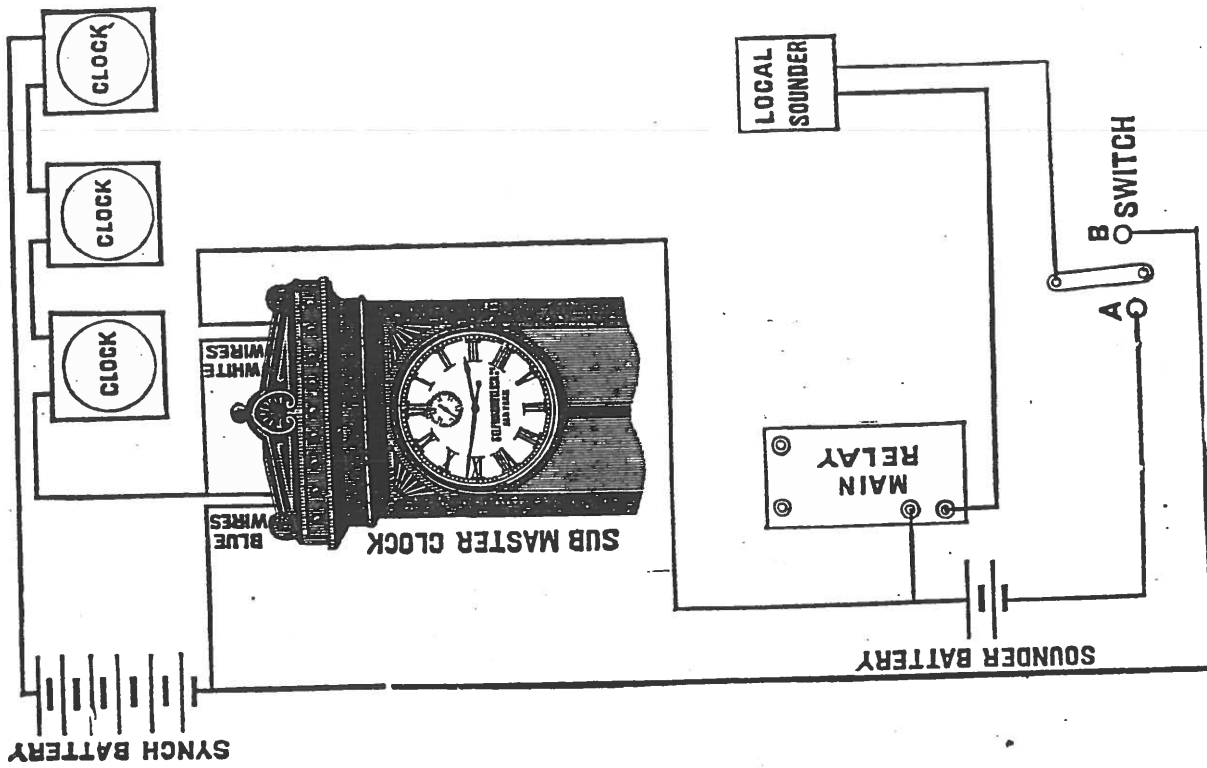 CLOCK
CLOCK
CLOCK
LOCAL
SOUNDER
SWITCH
B
A
WHITE
WIRES
BLUE
WIRES
SUB MASTER CLOCK
MAIN
RELAY
SOUNDER BATTERY
SYNCH BATTERY